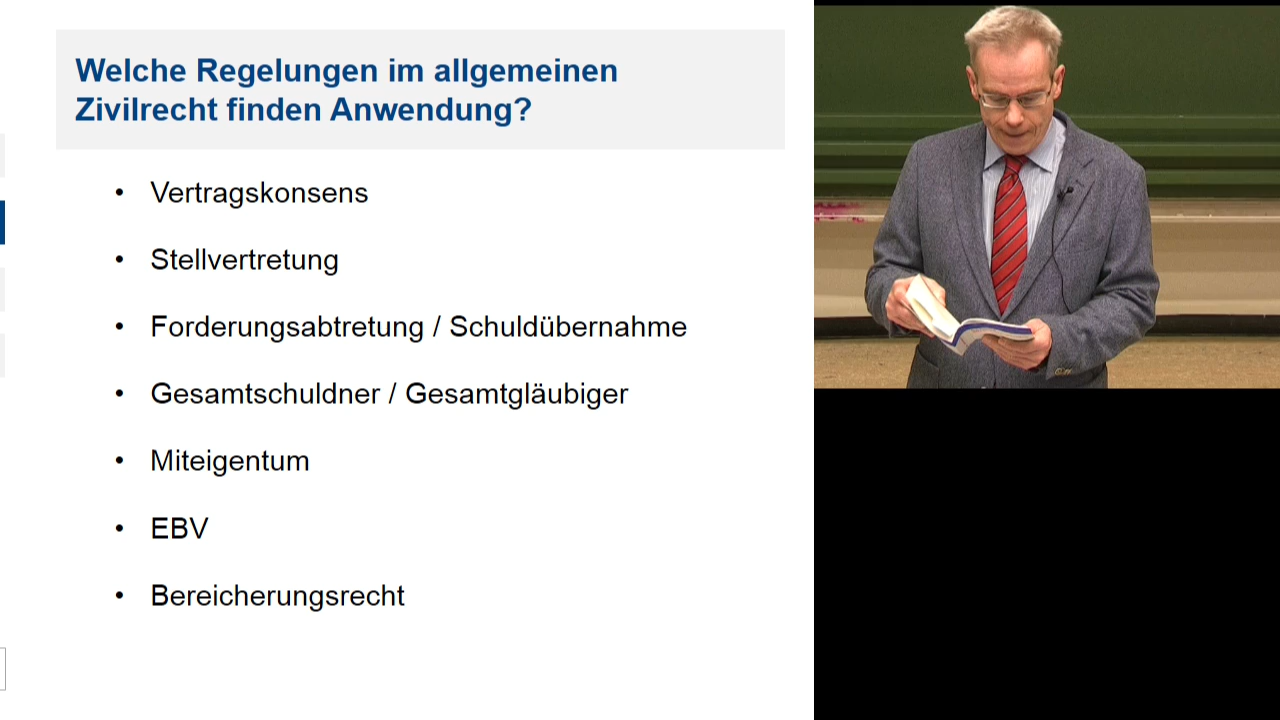 Welche Regelungen im allgemeinen
Zivilrecht finden Anwendung?
• Vertragskonsens
• Stellvertretung
• Forderungsabtretung / Schuldübernahme
• Gesamtschuldner / Gesamtgläubiger
• Miteigentum
• EBV
• Bereicherungsrecht